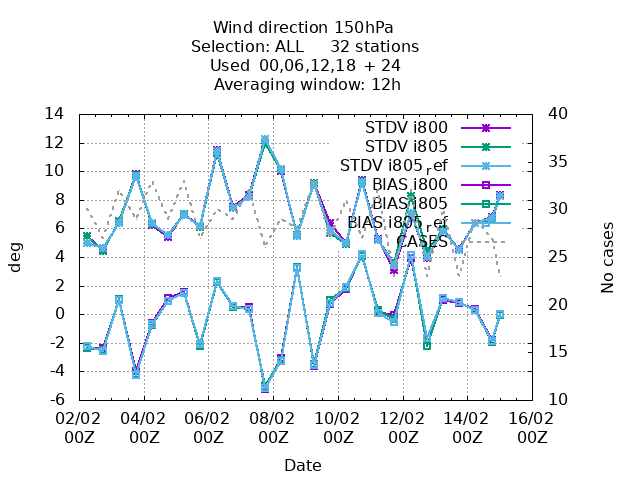 Wind direction 150hPa
Selection: ALL 32 stations
Used 00,06,12,18 + 24
Averaging window: 12h
14 40
12 35
10
8 30
6
4 25
2 20
0
-2 15
-4
-6 10
STDV i800
STDV i805
STDV i805_ref
BIAS i800
BIAS i805
BIAS i805_ref
CASES
deg
No cases
02/02 04/02 06/02 08/02 10/02 12/02 14/02 16/02
00Z 00Z 00Z 00Z 00Z 00Z 00Z 00Z
Date